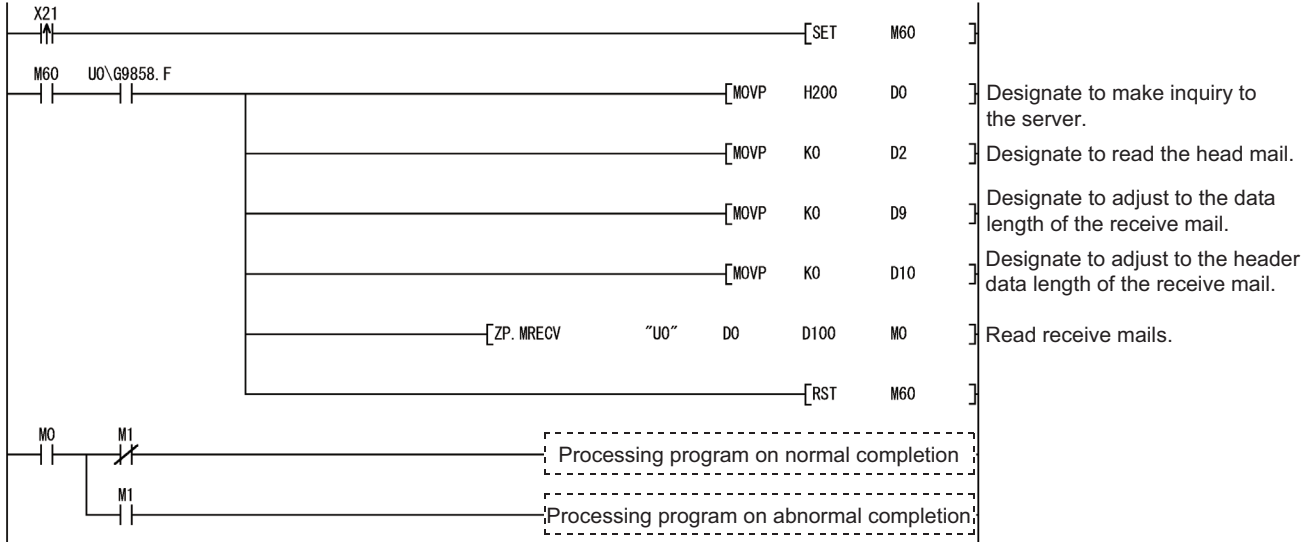 X21
SET M60
M60 U0\G9858.F
MOVP H200 D0 Designate to make inquiry to
the server.
MOVP K0 D2 Designate to read the head mail.
MOVP K0 D9 Designate to adjust to the data
length of the receive mail.
MOVP K0 D10 Designate to adjust to the header
data length of the receive mail.
ZP.MRECV "U0" D0 D100 M0 Read receive mails.
RST M60
M0 M1
Processing program on normal completion
M1
Processing program on abnormal completion